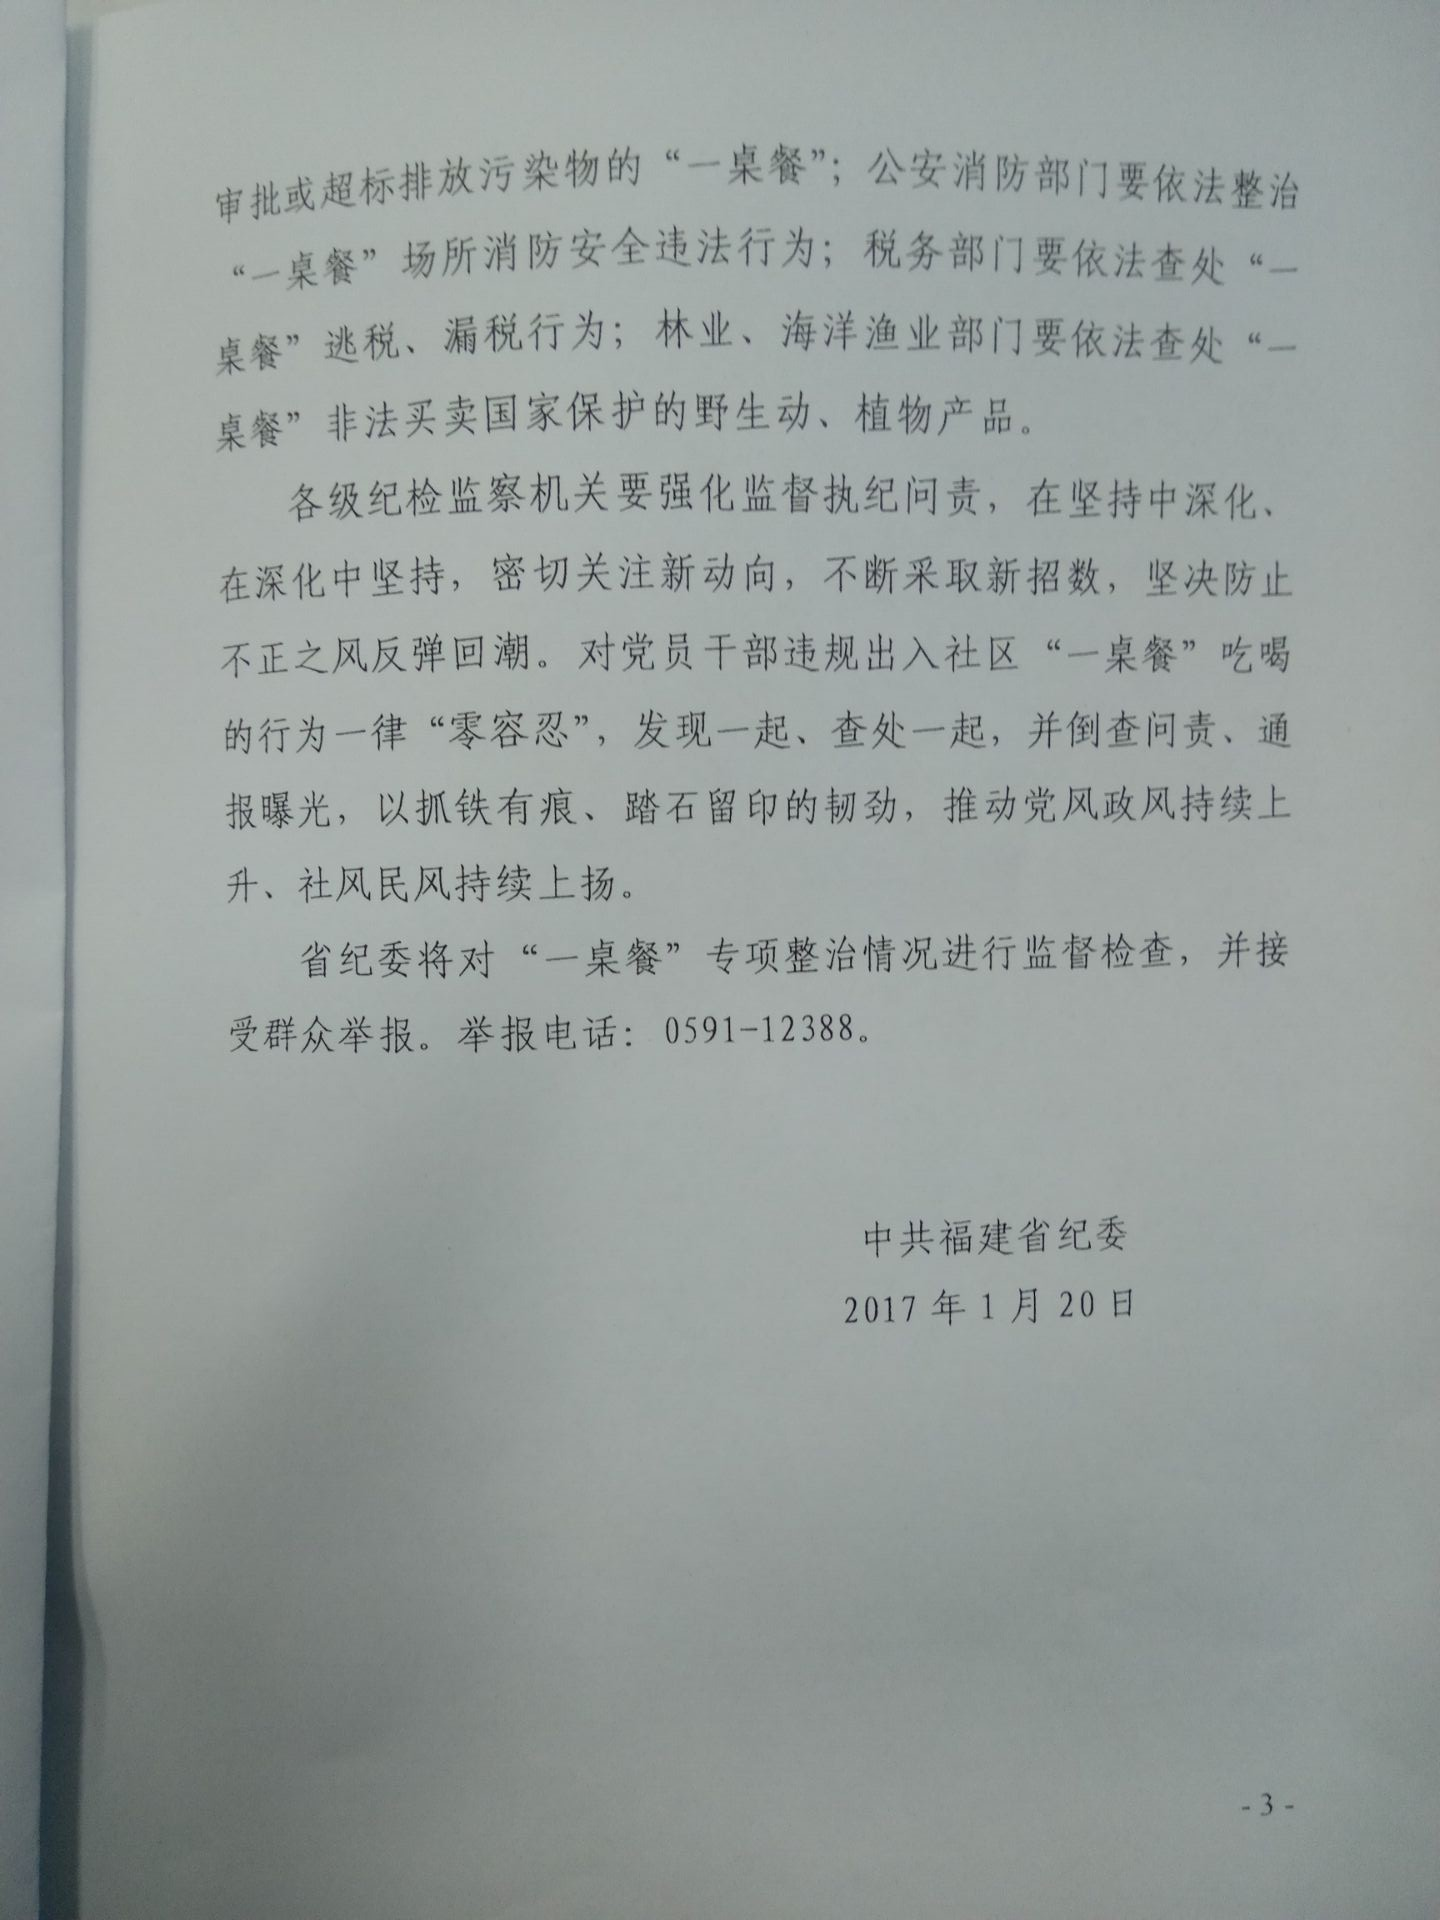 审批或超标排放污染物的“一桌餐”；公安消防部门要依法整治
“一桌餐”场所消防安全违法行为；税务部门要依法查处“一
桌餐”逃税、漏税行为；林业、海洋渔业部门要依法查处“一
桌餐”非法买卖国家保护的野生动、植物产品。
各级纪检监察机关要强化监督执纪问责，在坚持中深化、
在深化中坚持，密切关注新动向，不断采取新招数，坚决防止
不正之风反弹回潮。对党员干部违规出入社区“一桌餐”吃喝
的行为一律“零容忍”，发现一起、查处一起，并倒查问责、通
报曝光，以抓铁有痕、踏石留印的韧劲，推动党风政风持续上
升、社风民风持续上扬。
省纪委将对“一桌餐”专项整治情况进行监督检查，并接
受群众举报。举报电话：0591-12388。
中共福建省纪委
2017年1月20日
- 3 -